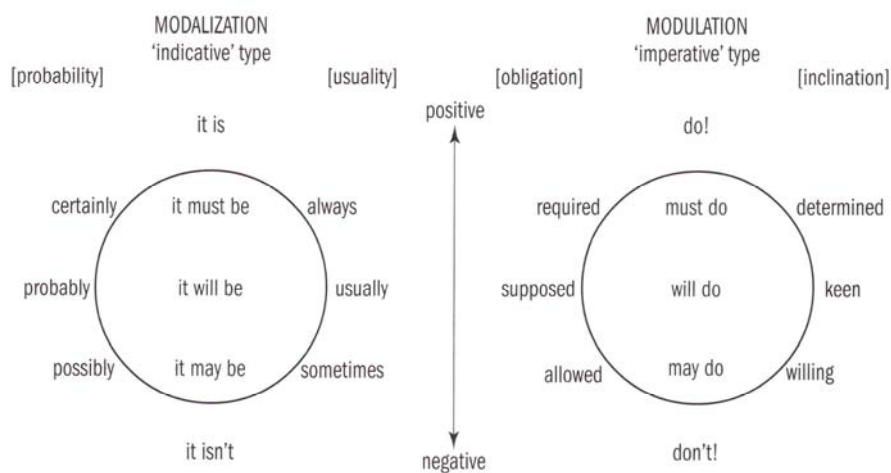 MODALIZATION
‘indicative’ type
[probability]
[usuality]
it is
certainly
it must be
always
probably
it will be
usually
possibly
it may be
sometimes
it isn’t
positive
negative
MODULATION
‘imperative’ type
[obligation]
[inclination]
do!
required
must do
determined
supposed
will do
keen
allowed
may do
willing
don’t!